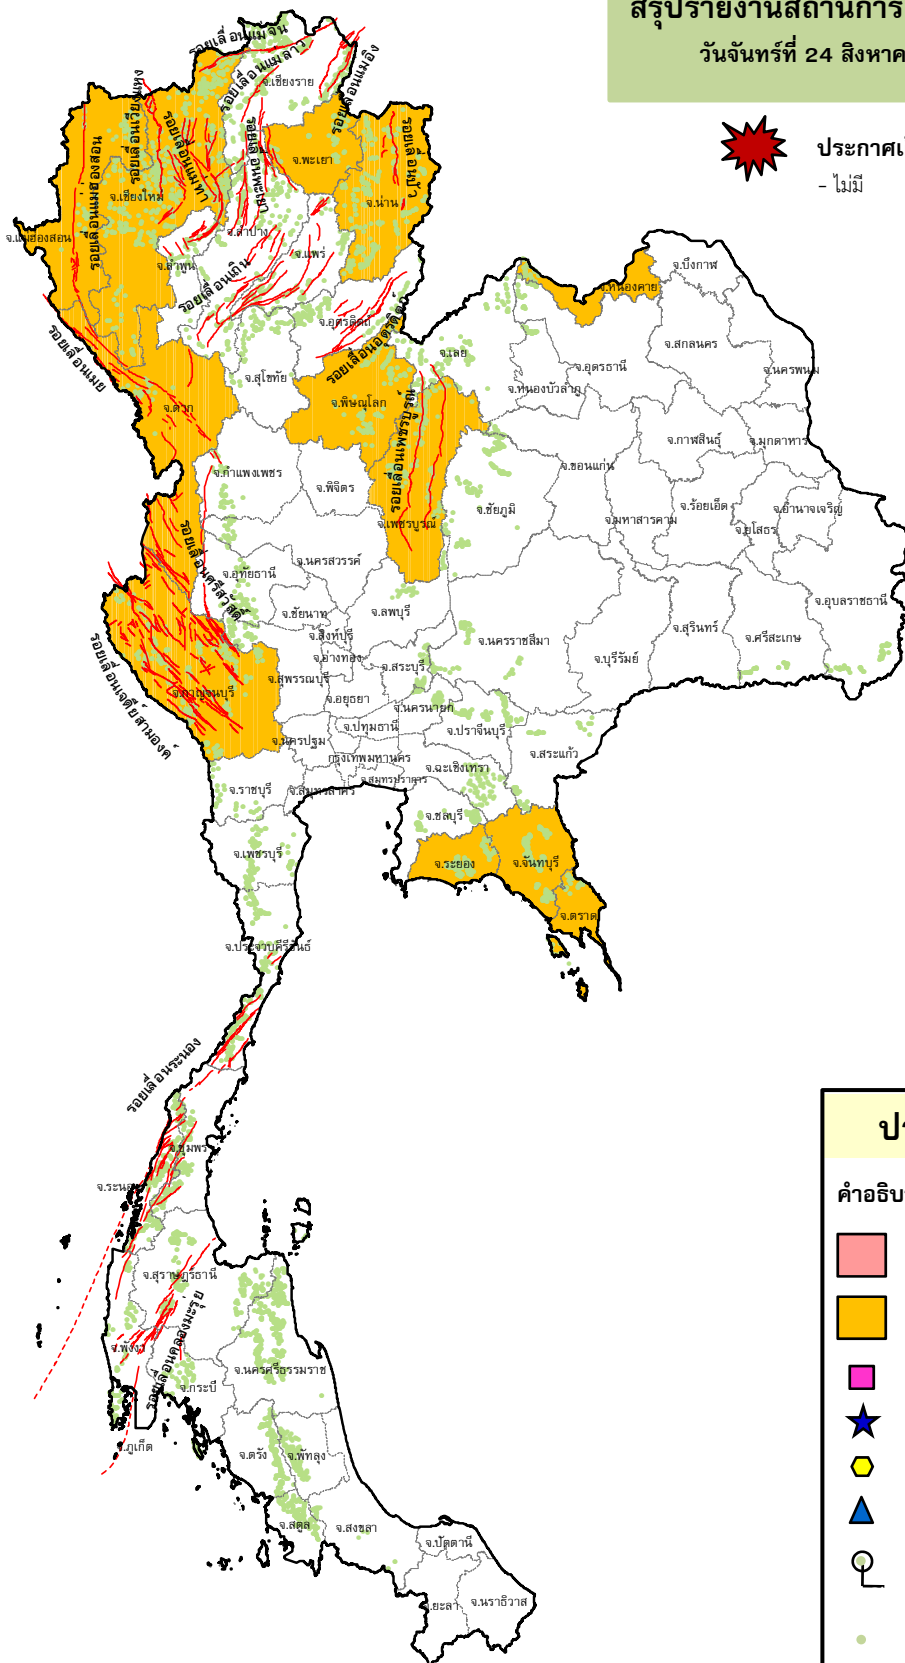 สรุปรายงานสถานการ
วันจันทร์ที่ 24 สิงหาค
ประกาศเ
- ไม่มี
รอยเลื่อนแม่จัน
รอยเลื่อนแม่ลาว
รอยเลื่อนแม่อิง
จ.เชียงราย
รอยเลื่อนเวียงแหง
รอยเลื่อนแม่ฮ่องสอน
รอยเลื่อนแม่ทา
รอยเลื่อนพะเยา
รอยเลื่อนปัว
จ.พะเยา
จ.เชียงใหม่
จ.น่าน
จ.แม่ฮ่องสอน
จ.ลำปาง
จ.แพร่
จ.ลำพูน
รอยเลื่อนเถิน
จ.บึงกาฬ
จ.หนองคาย
จ.อุตรดิตถ์
รอยเลื่อนอุตรดิตถ์
รอยเลื่อนเมย
จ.เลย
จ.สกลนคร
จ.อุดรธานี
จ.นครพนม
จ.สุโขทัย
จ.หนองบัวลำภู
จ.ตาก
จ.พิษณุโลก
รอยเลื่อนเพชรบูรณ์
จ.กาฬสินธุ์
จ.มุกดาหาร
จ.กำแพงเพชร
จ.พิจิตร
จ.ขอนแก่น
จ.ชัยภูมิ
จ.เพชรบูรณ์
จ.มหาสารคาม
จ.ร้อยเอ็ด
จ.ยโสธร
จ.อำนาจเจริญ
รอยเลื่อนศรีสวัสดิ์
จ.อุทัยธานี
จ.นครสวรรค์
จ.ชัยนาท
จ.ลพบุรี
จ.อุบลราชธานี
จ.สิงห์บุรี
จ.นครราชสีมา
จ.สุรินทร์
จ.ศรีสะเกษ
จ.บุรีรัมย์
จ.อ่างทอง
จ.สระบุรี
จ.สุพรรณบุรี
รอยเลื่อนเจดีย์สามองค์
จ.กาญจนบุรี
จ.อยุธยา
จ.นครนายก
จ.ปทุมธานี
จ.ปราจีนบุรี
จ.นครปฐม
กรุงเทพมหานคร
จ.สระแก้ว
จ.ฉะเชิงเทรา
จ.สมุทรปราการ
จ.ราชบุรี
จ.สมุทรสาคร
จ.ชลบุรี
จ.เพชรบุรี
จ.ระยอง
จ.จันทบุรี
จ.ตราด
จ.ประจวบคีรีขันธ์
รอยเลื่อนระนอง
จ.ชุมพร
จ.ระนอง
จ.สุราษฎร์ธานี
รอยเลื่อนคลองมะรุ่ย
จ.พังงา
จ.นครศรีธรรมราช
จ.กระบี่
จ.ภูเก็ต
จ.ตรัง
จ.พัทลุง
จ.สตูล
จ.สงขลา
จ.ปัตตานี
จ.ยะลา
จ.นราธิวาส
คำอธิบ